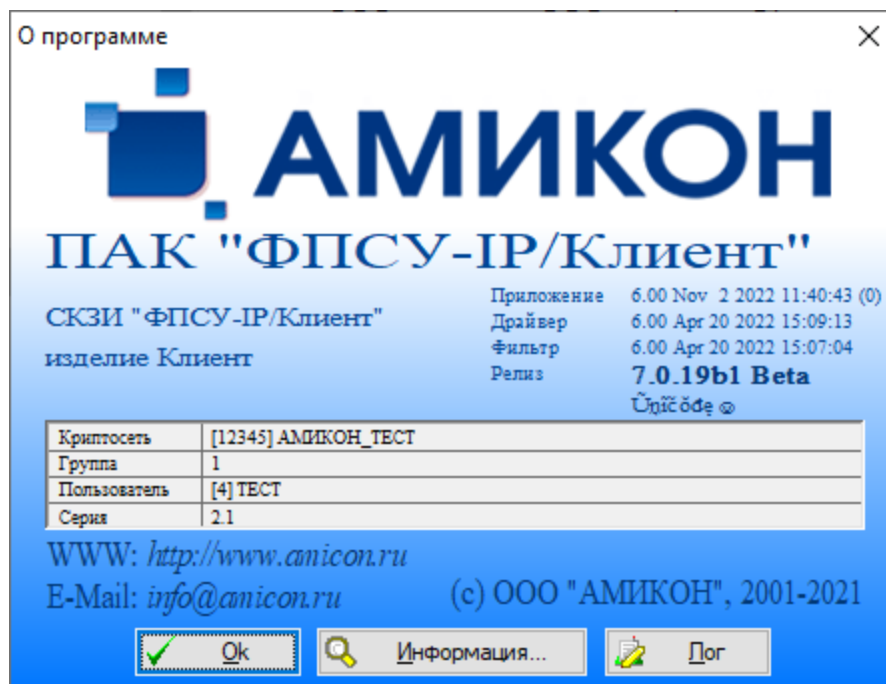 О программе
АМИКОН
ПАК "ФПСУ-IP/Клиент"
СКЗИ "ФПСУ-IP/Клиент"
изделие Клиент
Приложение 6.00 Nov 2 2022 11:40:43 (0)
Драйвер 6.00 Apr 20 2022 15:09:13
Фильтр 6.00 Apr 20 2022 15:07:04
Релиз 7.0.19b1 Beta
Криптосеть [12345] АМИКОН_ТЕСТ
Группа 1
Пользователь [4] ТЕСТ
Серия 2.1
WWW: http://www.amicon.ru
E-Mail: info@amicon.ru
(c) ООО "АМИКОН", 2001-2021
Ok
Информация...
Лог